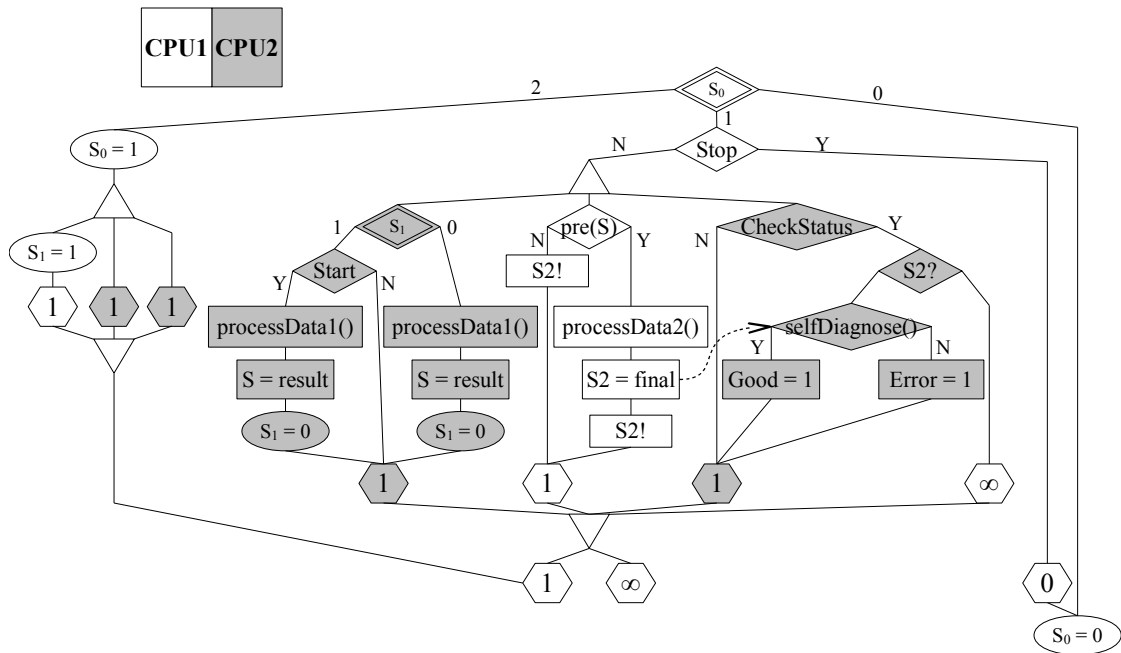 CPU1 CPU2
2
S₀
0
1
S₀ = 1
N
Stop
Y
1
S₁
0
pre(S)
CheckStatus
Y
N
Y
N
S₁ = 1
Start
S2!
S2?
Y
N
1
1
1
processData1()
processData1()
processData2()
selfDiagnose()
Y
N
S = result
S = result
S2 = final
Good = 1
Error = 1
S₁ = 0
S₁ = 0
S2!
1
1
1
∞
1
∞
0
S₀ = 0